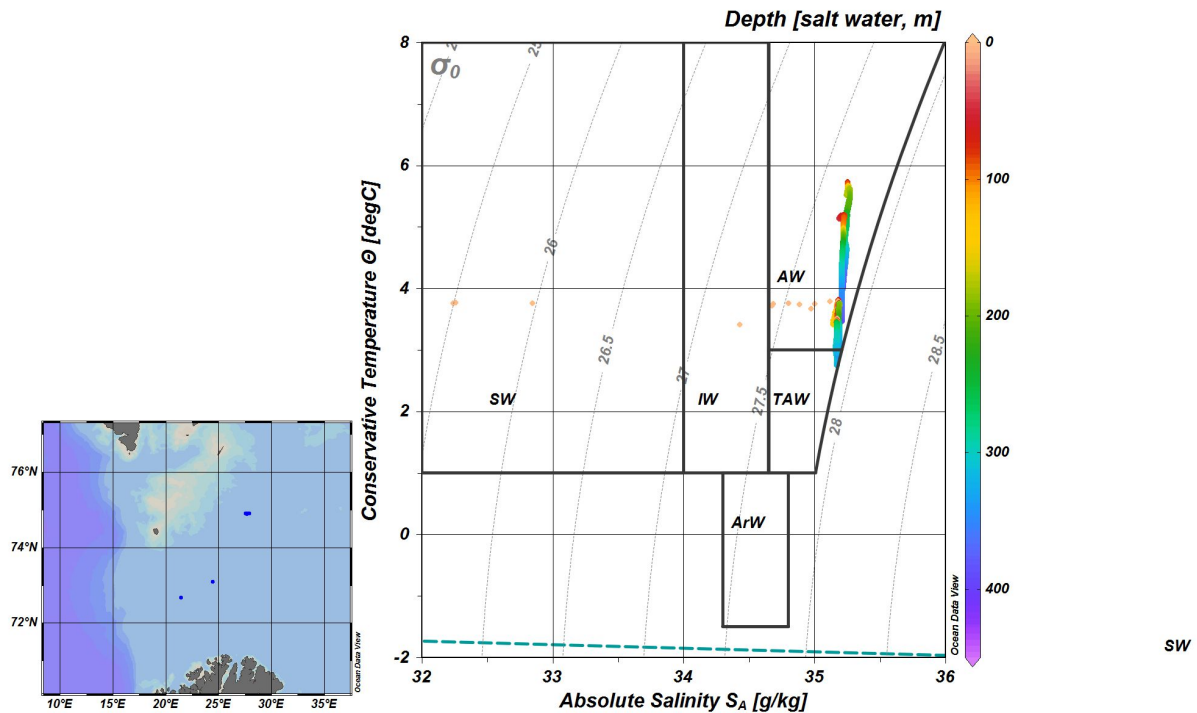 Depth [salt water, m]
8
6
4
2
0
-2
Conservative Temperature Θ [degC]
σ0
25
26
26.5
27
27.5
28
28.5
AW
SW
IW
TAW
ArW
32
33
34
35
36
Absolute Salinity SA [g/kg]
Ocean Data View
0
100
200
300
400
SW
76°N
74°N
72°N
10°E
15°E
20°E
25°E
30°E
35°E
Ocean Data View